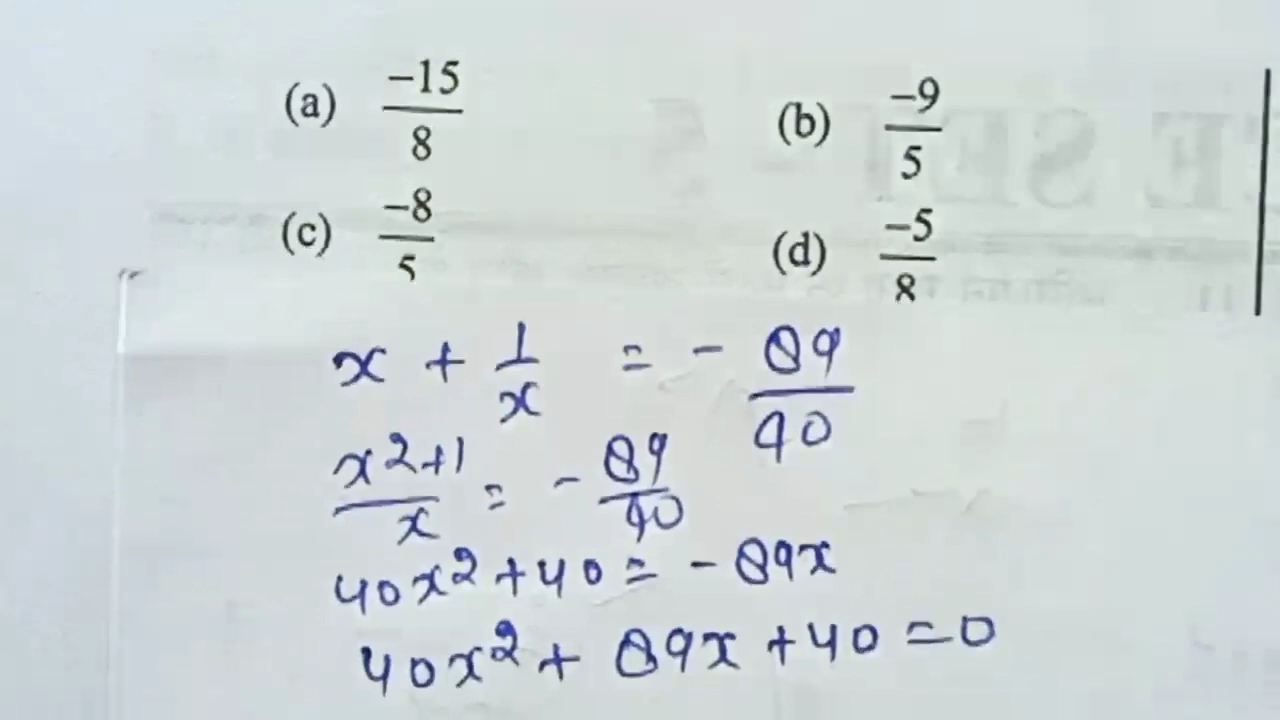 (a) −15/8 (b) −9/5
(c) −8/5 (d) −5/8
x + 1/x = - 89/40
x²+1/x = - 89/40
40x² + 40 = - 89x
40x² + 89x + 40 = 0